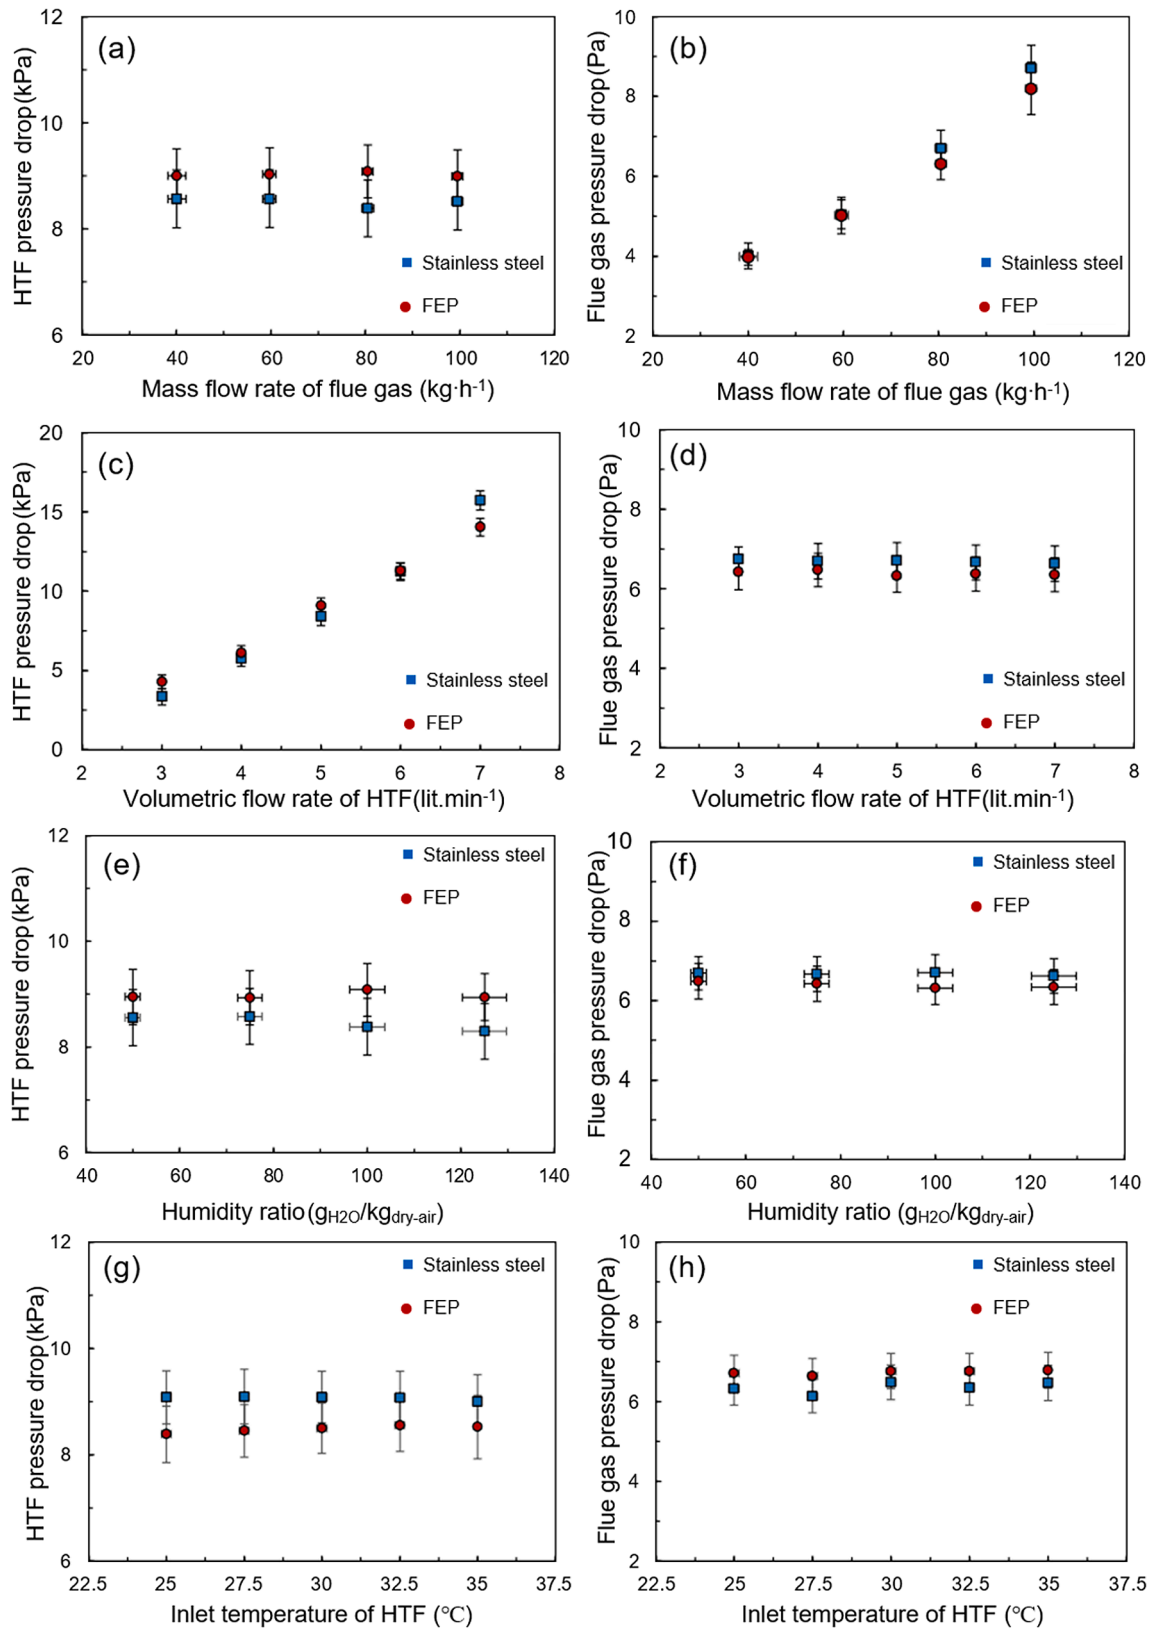 (a)
HTF pressure drop(kPa)
12
10
8
6
Stainless steel
FEP
20 40 60 80 100 120
Mass flow rate of flue gas (kg·h-1)
(b)
Flue gas pressure drop(Pa)
10
8
6
4
2
Stainless steel
FEP
20 40 60 80 100 120
Mass flow rate of flue gas (kg·h-1)
(c)
HTF pressure drop(kPa)
20
15
10
5
0
Stainless steel
FEP
2 3 4 5 6 7 8
Volumetric flow rate of HTF(lit.min-1)
(d)
Flue gas pressure drop(Pa)
10
8
6
4
2
Stainless steel
FEP
2 3 4 5 6 7 8
Volumetric flow rate of HTF(lit.min-1)
(e)
HTF pressure drop(kPa)
12
10
8
6
Stainless steel
FEP
40 60 80 100 120 140
Humidity ratio(gH2O/kgdry-air)
(f)
Flue gas pressure drop(Pa)
10
8
6
4
2
Stainless steel
FEP
40 60 80 100 120 140
Humidity ratio (gH2O/kgdry-air)
(g)
HTF pressure drop(kPa)
12
10
8
6
Stainless steel
FEP
22.5 25 27.5 30 32.5 35 37.5
Inlet temperature of HTF (℃)
(h)
Flue gas pressure drop(Pa)
10
8
6
4
2
Stainless steel
FEP
22.5 25 27.5 30 32.5 35 37.5
Inlet temperature of HTF (℃)